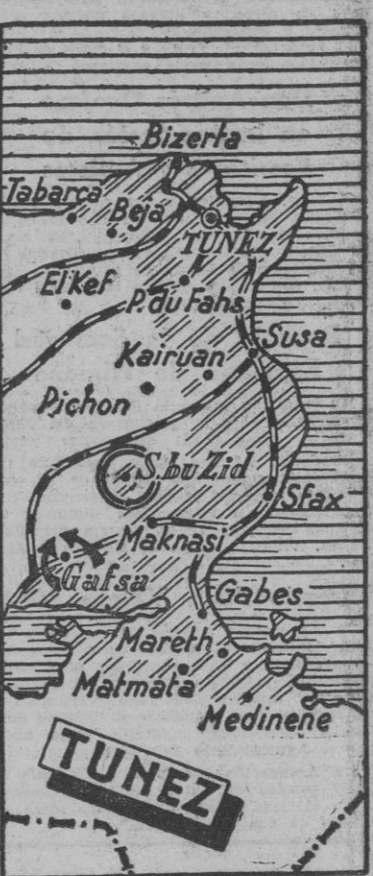 Bizerta
Tabarca
Beja
TUNEZ
El Kef
P. du Fahs
Susa
Kairuan
Pichon
S. bu Zid
Sfax
Maknasi
Gafsa
Gabes
Mareth
Matmata
Medinene
TUNEZ